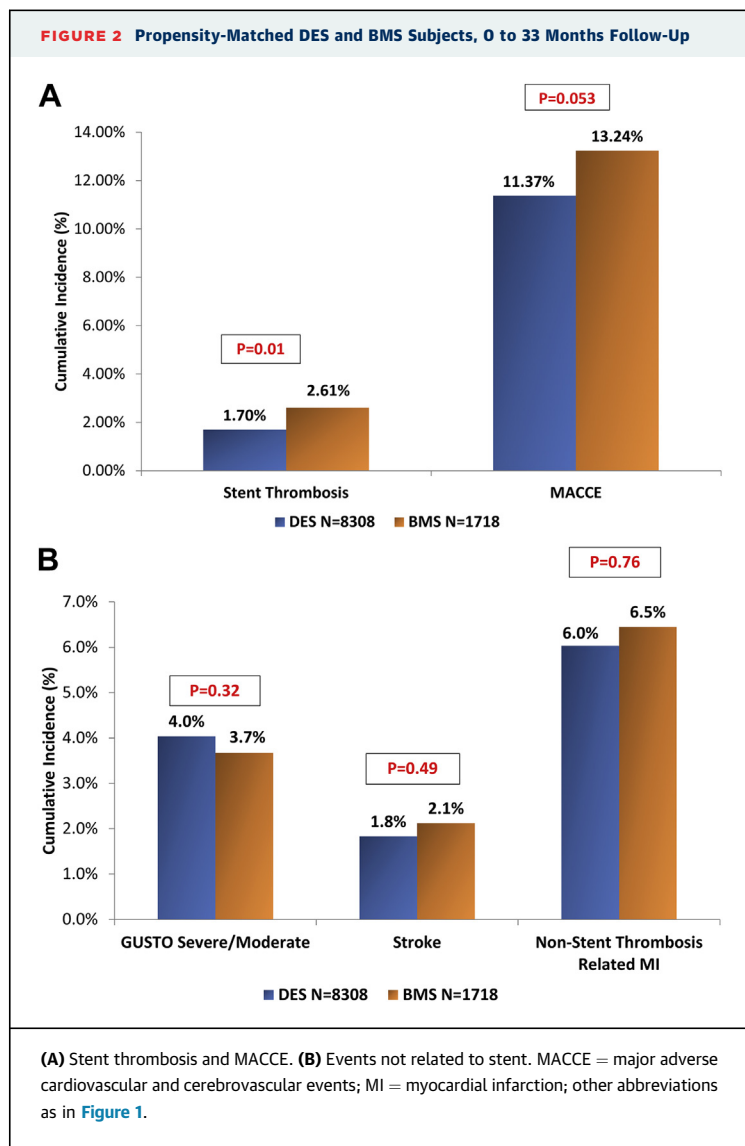 FIGURE 2 Propensity-Matched DES and BMS Subjects, 0 to 33 Months Follow-Up
A
P=0.053
14.00%
13.24%
12.00%
11.37%
10.00%
8.00%
6.00%
4.00%
2.00%
0.00%
Cumulative Incidence (%)
P=0.01
2.61%
1.70%
Stent Thrombosis
MACCE
DES N=8308 BMS N=1718
B
P=0.76
7.0%
6.0%
5.0%
4.0%
3.0%
2.0%
1.0%
0.0%
Cumulative Incidence (%)
6.5%
6.0%
P=0.32
4.0%
3.7%
P=0.49
1.8%
2.1%
GUSTO Severe/Moderate
Stroke
Non-Stent Thrombosis
Related MI
DES N=8308 BMS N=1718
(A) Stent thrombosis and MACCE. (B) Events not related to stent. MACCE = major adverse
cardiovascular and cerebrovascular events; MI = myocardial infarction; other abbreviations
as in Figure 1.